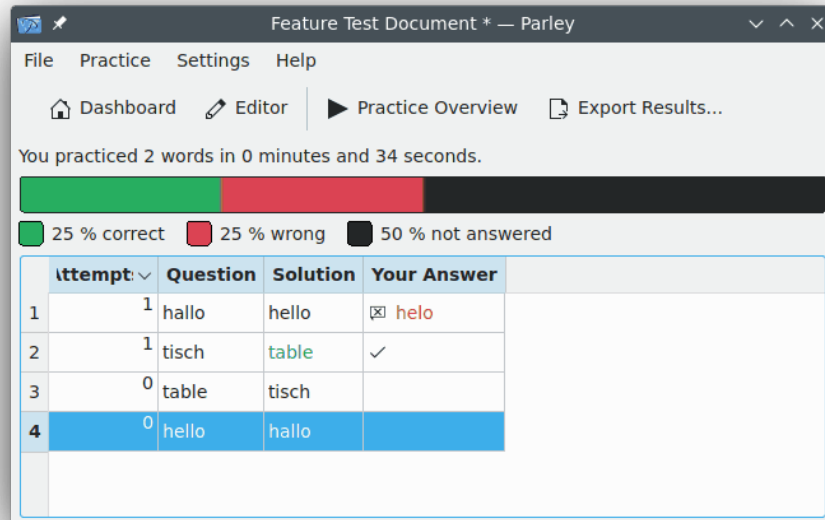 Feature Test Document * — Parley
File Practice Settings Help
Dashboard Editor Practice Overview Export Results...
You practiced 2 words in 0 minutes and 34 seconds.
25 % correct 25 % wrong 50 % not answered
Attempt: Question Solution Your Answer
1 1 hallo hello helo
2 1 tisch table
3 0 table tisch
4 0 hello hallo